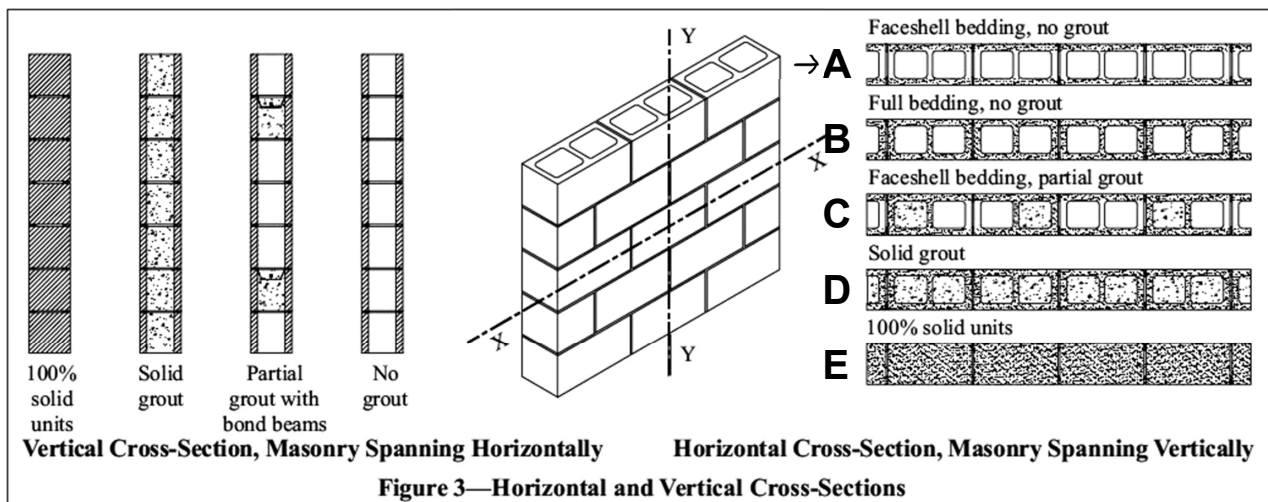 Faceshell bedding, no grout
A
Full bedding, no grout
B
Faceshell bedding, partial grout
C
Solid grout
D
100% solid units
E
Y
X
X
Y
100%
solid
units
Solid
grout
Partial
grout with
bond beams
No
grout
Vertical Cross-Section, Masonry Spanning Horizontally
Horizontal Cross-Section, Masonry Spanning Vertically
Figure 3—Horizontal and Vertical Cross-Sections